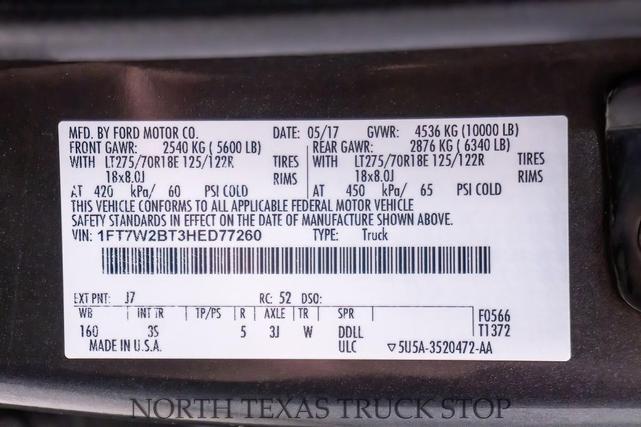 MFD. BY FORD MOTOR CO. DATE: 05/17 GVWR: 4536 KG (10000 LB)
FRONT GAWR: 2540 KG ( 5600 LB) REAR GAWR: 2876 KG ( 6340 LB)
WITH LT275/70R18E 125/122R TIRES WITH LT275/70R18E 125/122R TIRES
18x8.0J RIMS 18x8.0J RIMS
AT 420 kPa/ 60 PSI COLD AT 450 kPa/ 65 PSI COLD
THIS VEHICLE CONFORMS TO ALL APPLICABLE FEDERAL MOTOR VEHICLE
SAFETY STANDARDS IN EFFECT ON THE DATE OF MANUFACTURE SHOWN ABOVE.
VIN: 1FT7W2BT3HED77260 TYPE: Truck
EXT PNT: J7 RC: 52 DSO:
WB INT TR TP/PS R AXLE TR SPR F0566
160 3S 5 3J W DDLL T1372
MADE IN U.S.A. ULC ▽5U5A-3520472-AA
NORTH TEXAS TRUCK STOP